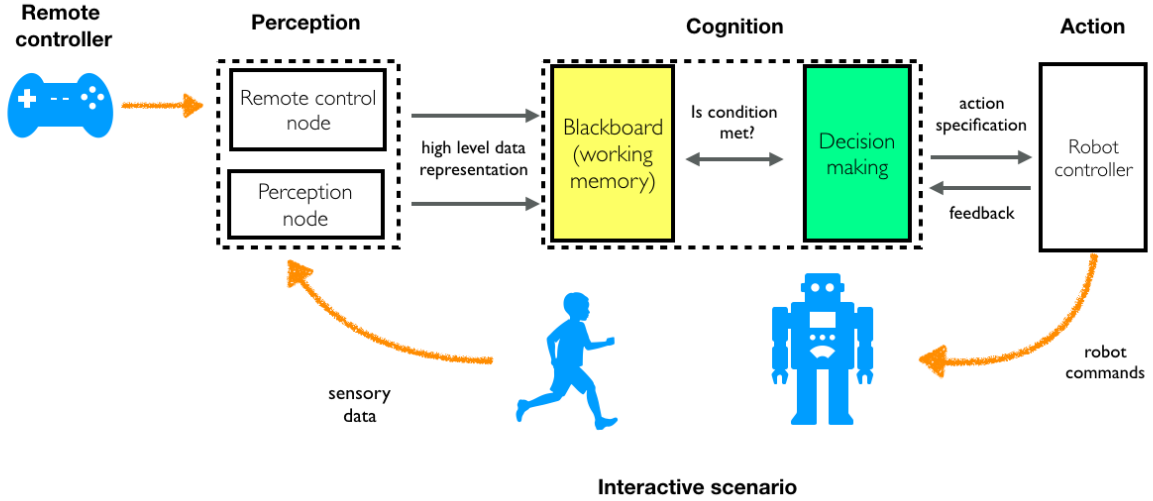 Remote
controller
Perception
Cognition
Action
Remote control
node
Perception
node
high level data
representation
Blackboard
(working
memory)
Is condition
met?
Decision
making
action
specification
feedback
Robot
controller
sensory
data
robot
commands
Interactive scenario